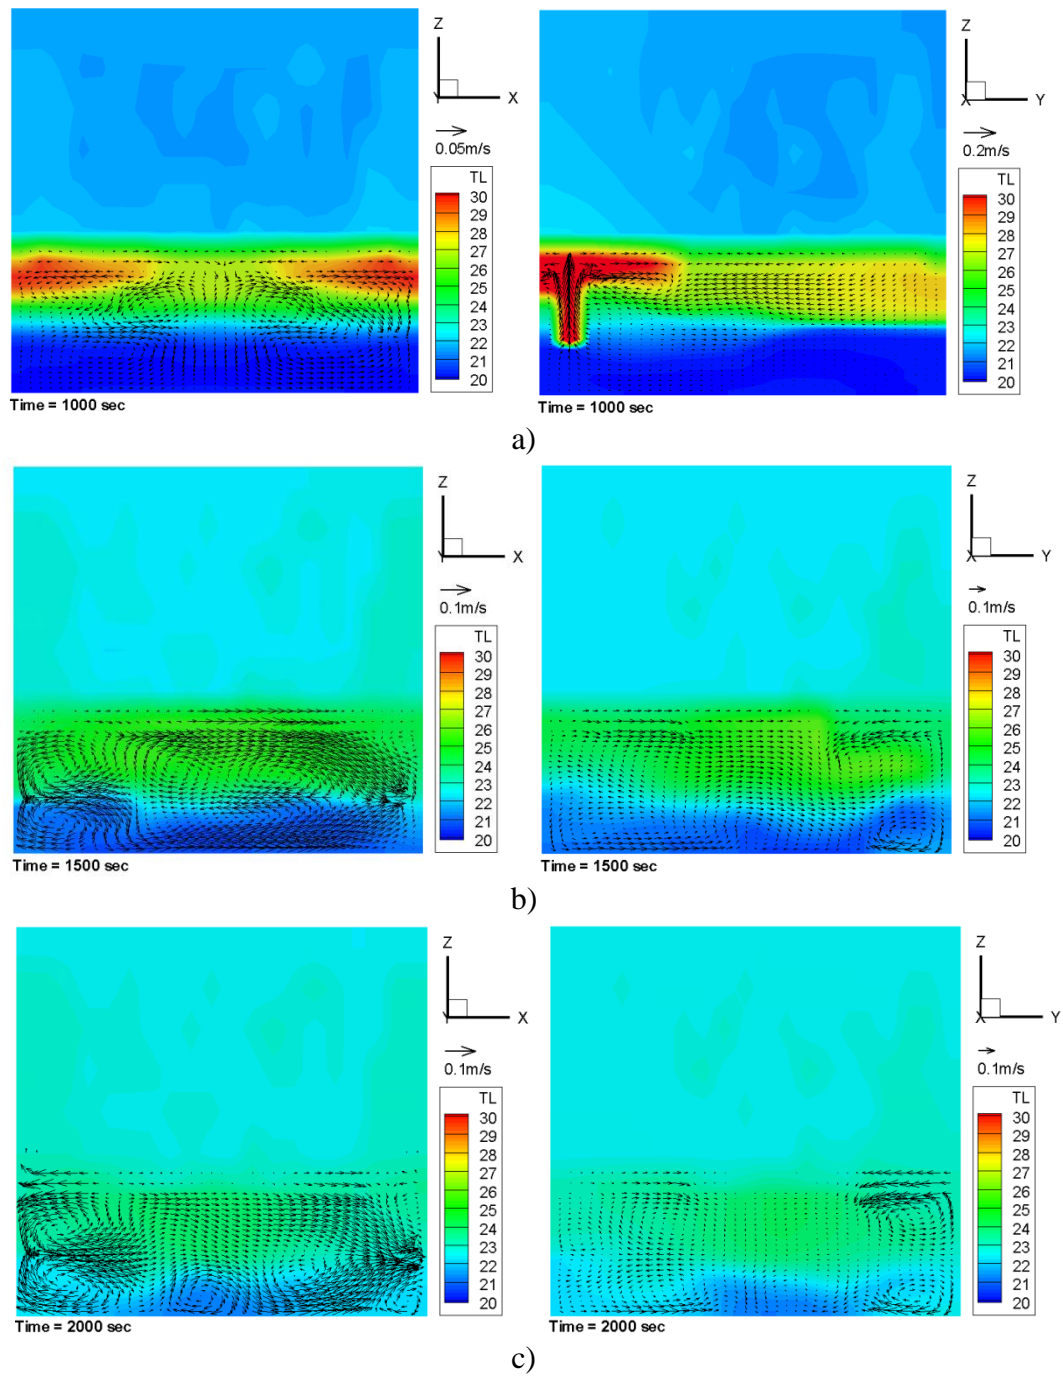 Z
Y X
0.05m/s
TL
30
29
28
27
26
25
24
23
22
21
20
Time = 1000 sec
Z
X Y
0.2m/s
TL
30
29
28
27
26
25
24
23
22
21
20
Time = 1000 sec
a)
Z
Y X
0.1m/s
TL
30
29
28
27
26
25
24
23
22
21
20
Time = 1500 sec
Z
X Y
0.1m/s
TL
30
29
28
27
26
25
24
23
22
21
20
Time = 1500 sec
b)
Z
Y X
0.1m/s
TL
30
29
28
27
26
25
24
23
22
21
20
Time = 2000 sec
Z
X Y
0.1m/s
TL
30
29
28
27
26
25
24
23
22
21
20
Time = 2000 sec
c)